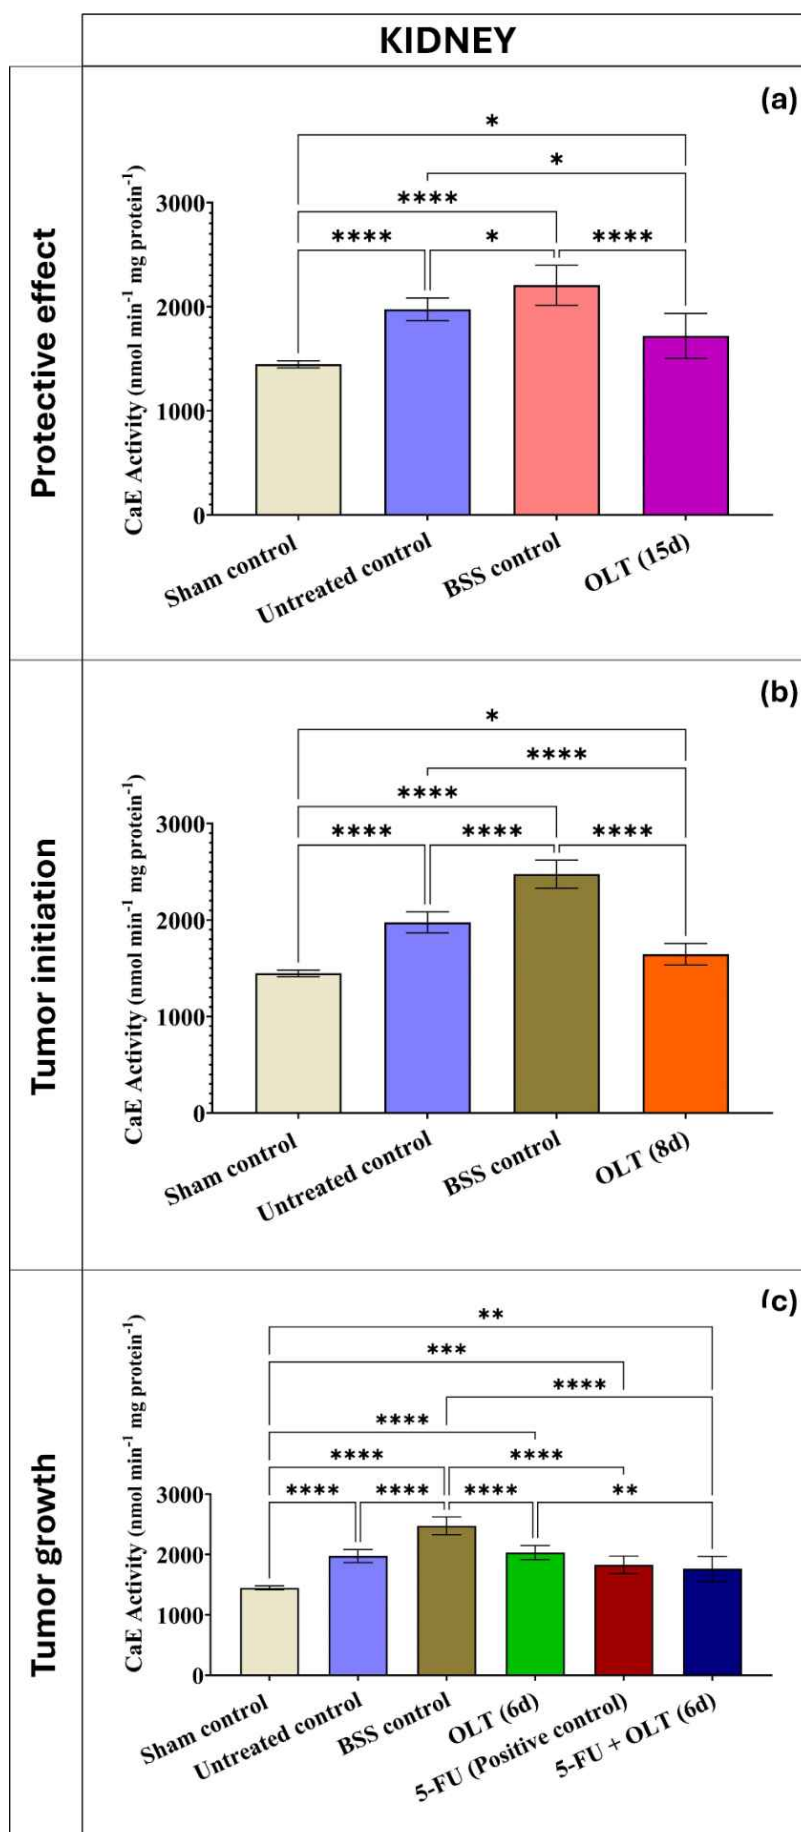 KIDNEY
Protective effect
(a)
*
*
****
**** * ****
CaE Activity (nmol min⁻¹ mg protein⁻¹)
3000
2000
1000
0
Sham control
Untreated control
BSS control
OLT (15d)
Tumor initiation
(b)
*
****
****
**** **** ****
CaE Activity (nmol min⁻¹ mg protein⁻¹)
3000
2000
1000
0
Sham control
Untreated control
BSS control
OLT (8d)
Tumor growth
(c)
**
***
****
****
**** ****
**** **** **** **
CaE Activity (nmol min⁻¹ mg protein⁻¹)
3000
2000
1000
0
Sham control
Untreated control
BSS control
OLT (6d)
5-FU (Positive control)
5-FU + OLT (6d)